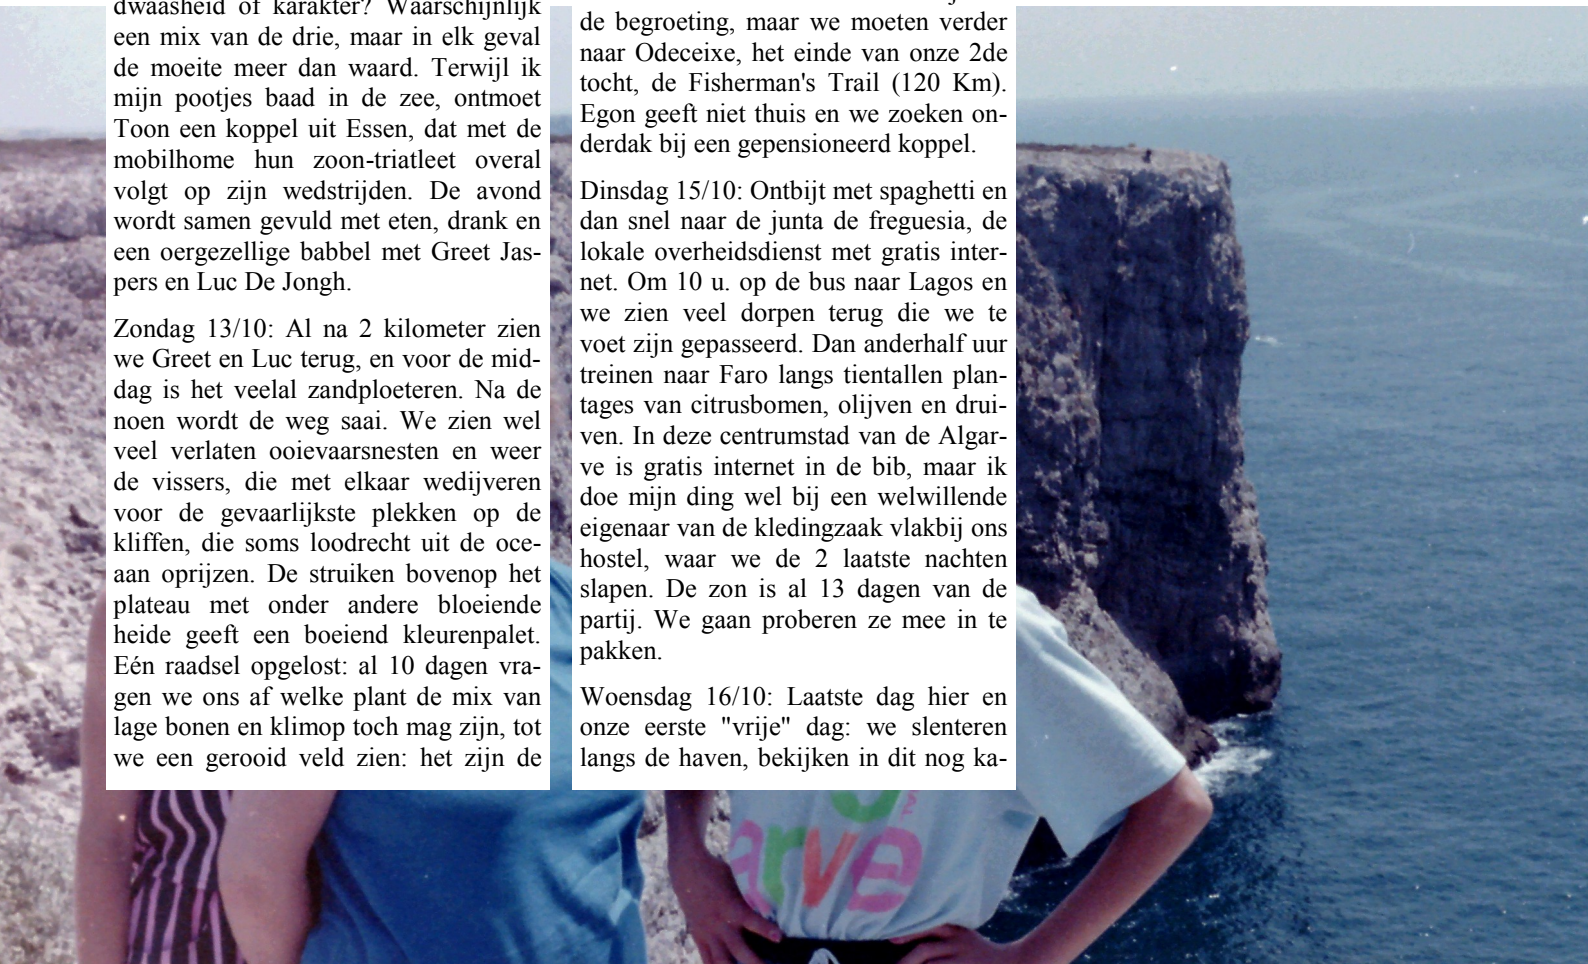 dwaasheid of karakter? Waarschijnlijk
een mix van de drie, maar in elk geval
de moeite meer dan waard. Terwijl ik
mijn pootjes baad in de zee, ontmoet
Toon een koppel uit Essen, dat met de
mobilhome hun zoon-triatleet overal
volgt op zijn wedstrijden. De avond
wordt samen gevuld met eten, drank en
een oergezellige babbel met Greet Jas-
pers en Luc De Jongh.
Zondag 13/10: Al na 2 kilometer zien
we Greet en Luc terug, en voor de mid-
dag is het veelal zandploeteren. Na de
noen wordt de weg saai. We zien wel
veel verlaten ooievaarsnesten en weer
de vissers, die met elkaar wedijveren
voor de gevaarlijkste plekken op de
kliffen, die soms loodrecht uit de oce-
aan oprijzen. De struiken bovenop het
plateau met onder andere bloeiende
heide geeft een boeiend kleurenpalet.
Eén raadsel opgelost: al 10 dagen vra-
gen we ons af welke plant de mix van
lage bonen en klimop toch mag zijn, tot
we een gerooid veld zien: het zijn de
de begroeting, maar we moeten verder
naar Odeceixe, het einde van onze 2de
tocht, de Fisherman's Trail (120 Km).
Egon geeft niet thuis en we zoeken on-
derdak bij een gepensioneerd koppel.
Dinsdag 15/10: Ontbijt met spaghetti en
dan snel naar de junta de freguesia, de
lokale overheidsdienst met gratis inter-
net. Om 10 u. op de bus naar Lagos en
we zien veel dorpen terug die we te
voet zijn gepasseerd. Dan anderhalf uur
treinen naar Faro langs tientallen plan-
tages van citrusbomen, olijven en drui-
ven. In deze centrumstad van de Algar-
ve is gratis internet in de bib, maar ik
doe mijn ding wel bij een welwillende
eigenaar van de kledingzaak vlakbij ons
hostel, waar we de 2 laatste nachten
slapen. De zon is al 13 dagen van de
partij. We gaan proberen ze mee in te
pakken.
Woensdag 16/10: Laatste dag hier en
onze eerste "vrije" dag: we slenteren
langs de haven, bekijken in dit nog ka-
arve